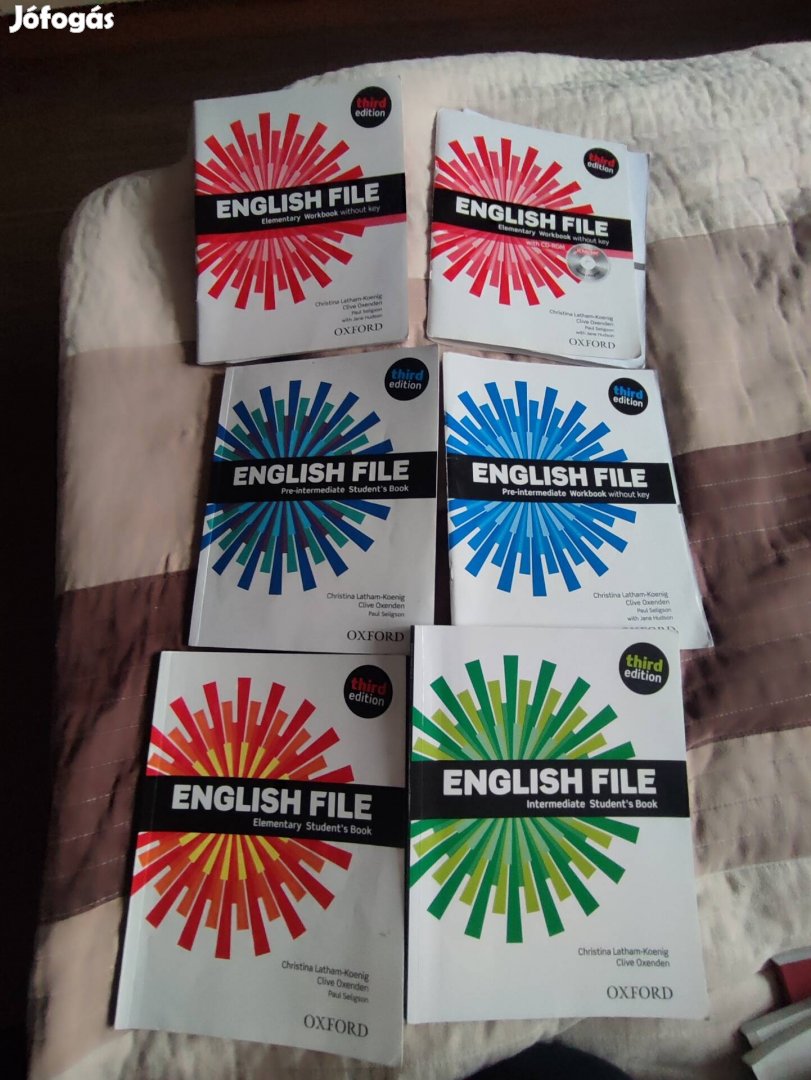 Jófogás
third
edition
ENGLISH FILE
Elementary Workbook without key
Christina Latham-Koenig
Clive Oxenden
Paul Seligson
with Jane Hudson
OXFORD
third
edition
ENGLISH FILE
Elementary Workbook without key
with CD-ROM
Christina Latham-Koenig
Clive Oxenden
Paul Seligson
with Jane Hudson
OXFORD
third
edition
ENGLISH FILE
Pre-intermediate Student's Book
Christina Latham-Koenig
Clive Oxenden
Paul Seligson
OXFORD
third
edition
ENGLISH FILE
Pre-intermediate Workbook without key
Christina Latham-Koenig
Clive Oxenden
Paul Seligson
with Jane Hudson
OXFORD
third
edition
ENGLISH FILE
Elementary Student's Book
Christina Latham-Koenig
Clive Oxenden
Paul Seligson
OXFORD
third
edition
ENGLISH FILE
Intermediate Student's Book
Christina Latham-Koenig
Clive Oxenden
OXFORD